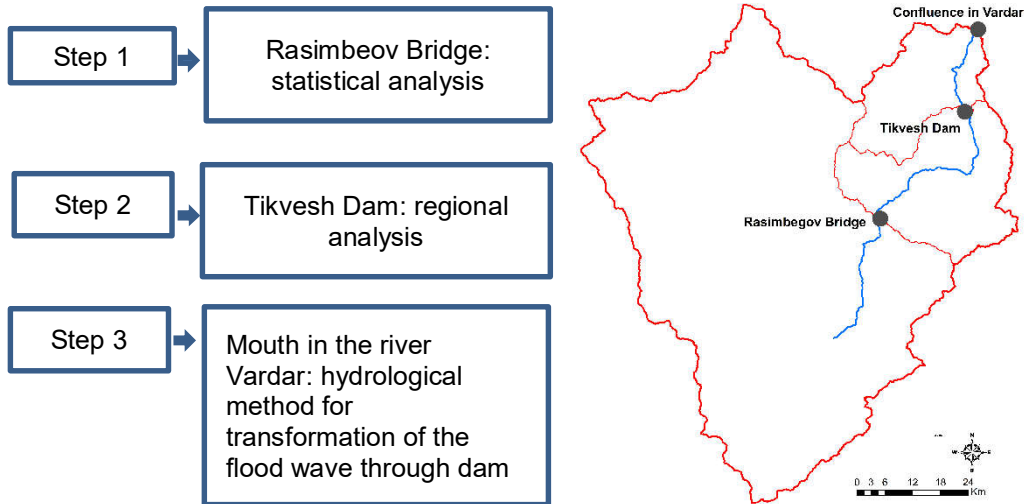 Step 1
Rasimbeov Bridge:
statistical analysis
Step 2
Tikvesh Dam: regional
analysis
Step 3
Mouth in the river
Vardar: hydrological
method for
transformation of the
flood wave through dam
Confluence in Vardar
Tikvesh Dam
Rasimbegov Bridge
N
W E
S
0 3 6 12 18 24
Km